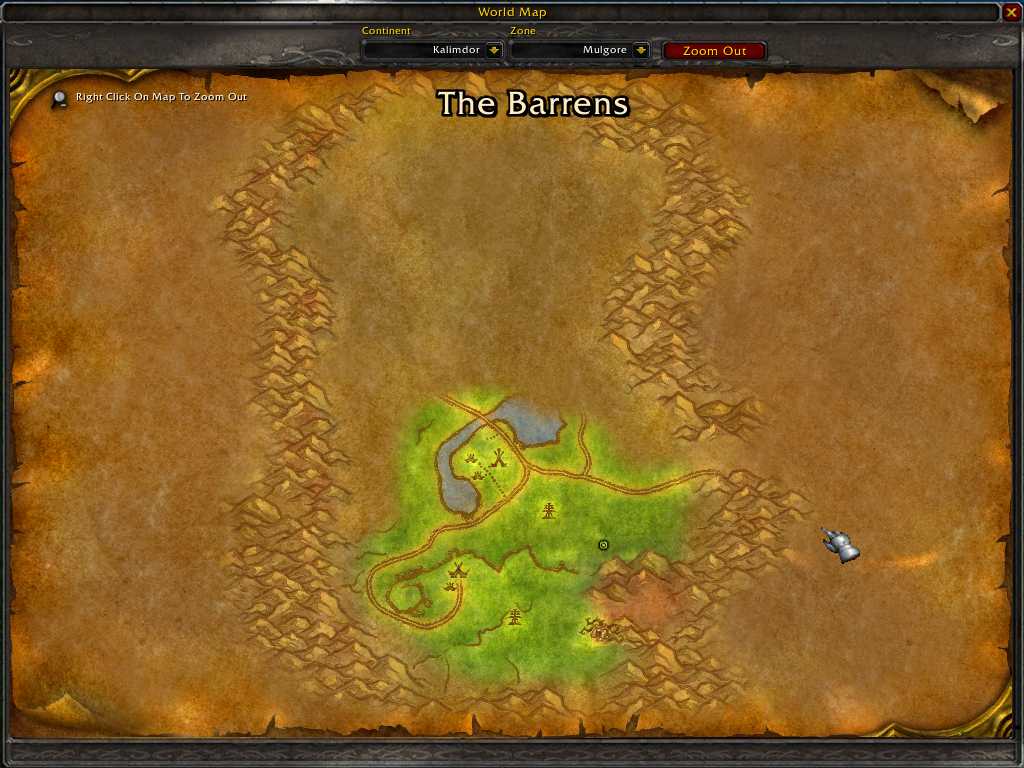 World Map
Continent
Zone
Kalimdor
Mulgore
Zoom Out
Right Click On Map To Zoom Out
The Barrens